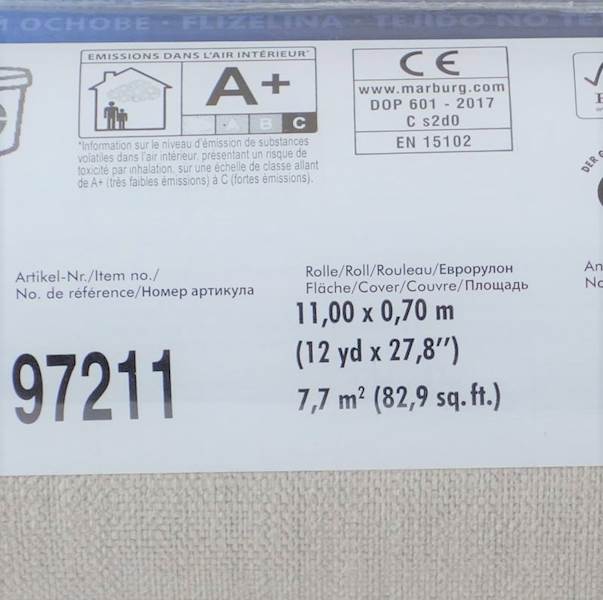 ОСНОВЕ · FLIZELINA · TEJIDO NO TE
EMISSIONS DANS L'AIR INTÉRIEUR*
A+
A B C
*Information sur le niveau d'émission de substances
volatiles dans l'air intérieur, présentant un risque de
toxicité par inhalation, sur une échelle de classe allant
de A+ (très faibles émissions) à C (fortes émissions).
CE
www.marburg.com
DOP 601 - 2017
C s2d0
EN 15102
DER G
Artikel-Nr./Item no./
No. de référence/Номер артикула
97211
Rolle/Roll/Rouleau/Еврорулон
Fläche/Cover/Couvre/Площадь
11,00 x 0,70 m
(12 yd x 27,8'')
7,7 m² (82,9 sq.ft.)
An
No